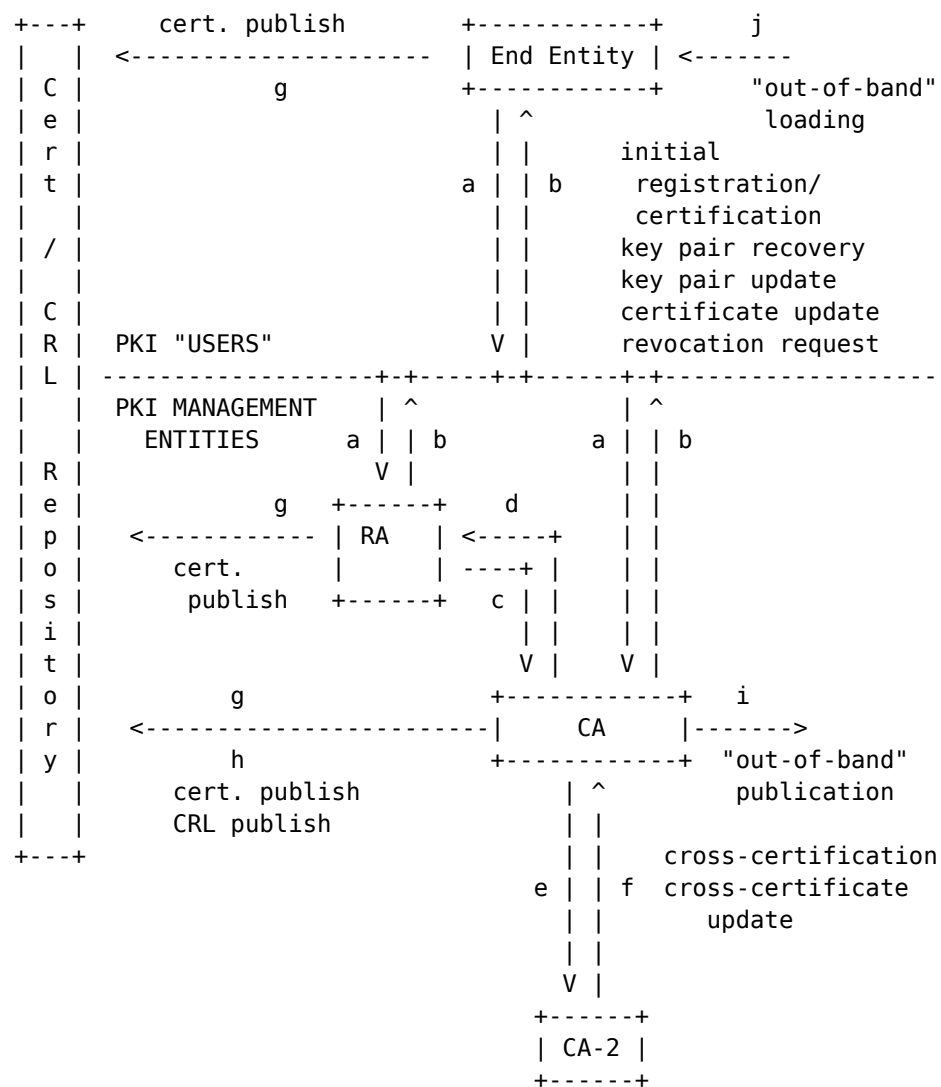 +---+     cert. publish        +------------+      j
|   |  <---------------------  | End Entity | <-------
| C |             g            +------------+      "out-of-band"
| e |                            | ^                loading
| r |                            | |      initial
| t |                          a | | b     registration/
|   |                            | |       certification
| / |                            | |      key pair recovery
|   |                            | |      key pair update
| C |                            | |      certificate update
| R |  PKI "USERS"               V |      revocation request
| L | -------------------+-+-----+-+------+-+-------------------
|   |  PKI MANAGEMENT    | ^              | ^
|   |    ENTITIES      a | | b          a | | b
| R |                    V |              | |
| e |             g   +------+    d       | |
| p |   <------------ | RA   | <-----+    | |
| o |      cert.      |      | ----+ |    | |
| s |       publish   +------+   c | |    | |
| i |                              | |    | |
| t |                              V |    V |
| o |          g                 +------------+   i
| r |   <------------------------|     CA     |------->
| y |          h                 +------------+  "out-of-band"
|   |      cert. publish              | ^         publication
|   |      CRL publish                | |
+---+                                 | |    cross-certification
                                    e | | f  cross-certificate
                                      | |       update
                                      | |
                                      V |
                                    +------+
                                    | CA-2 |
                                    +------+